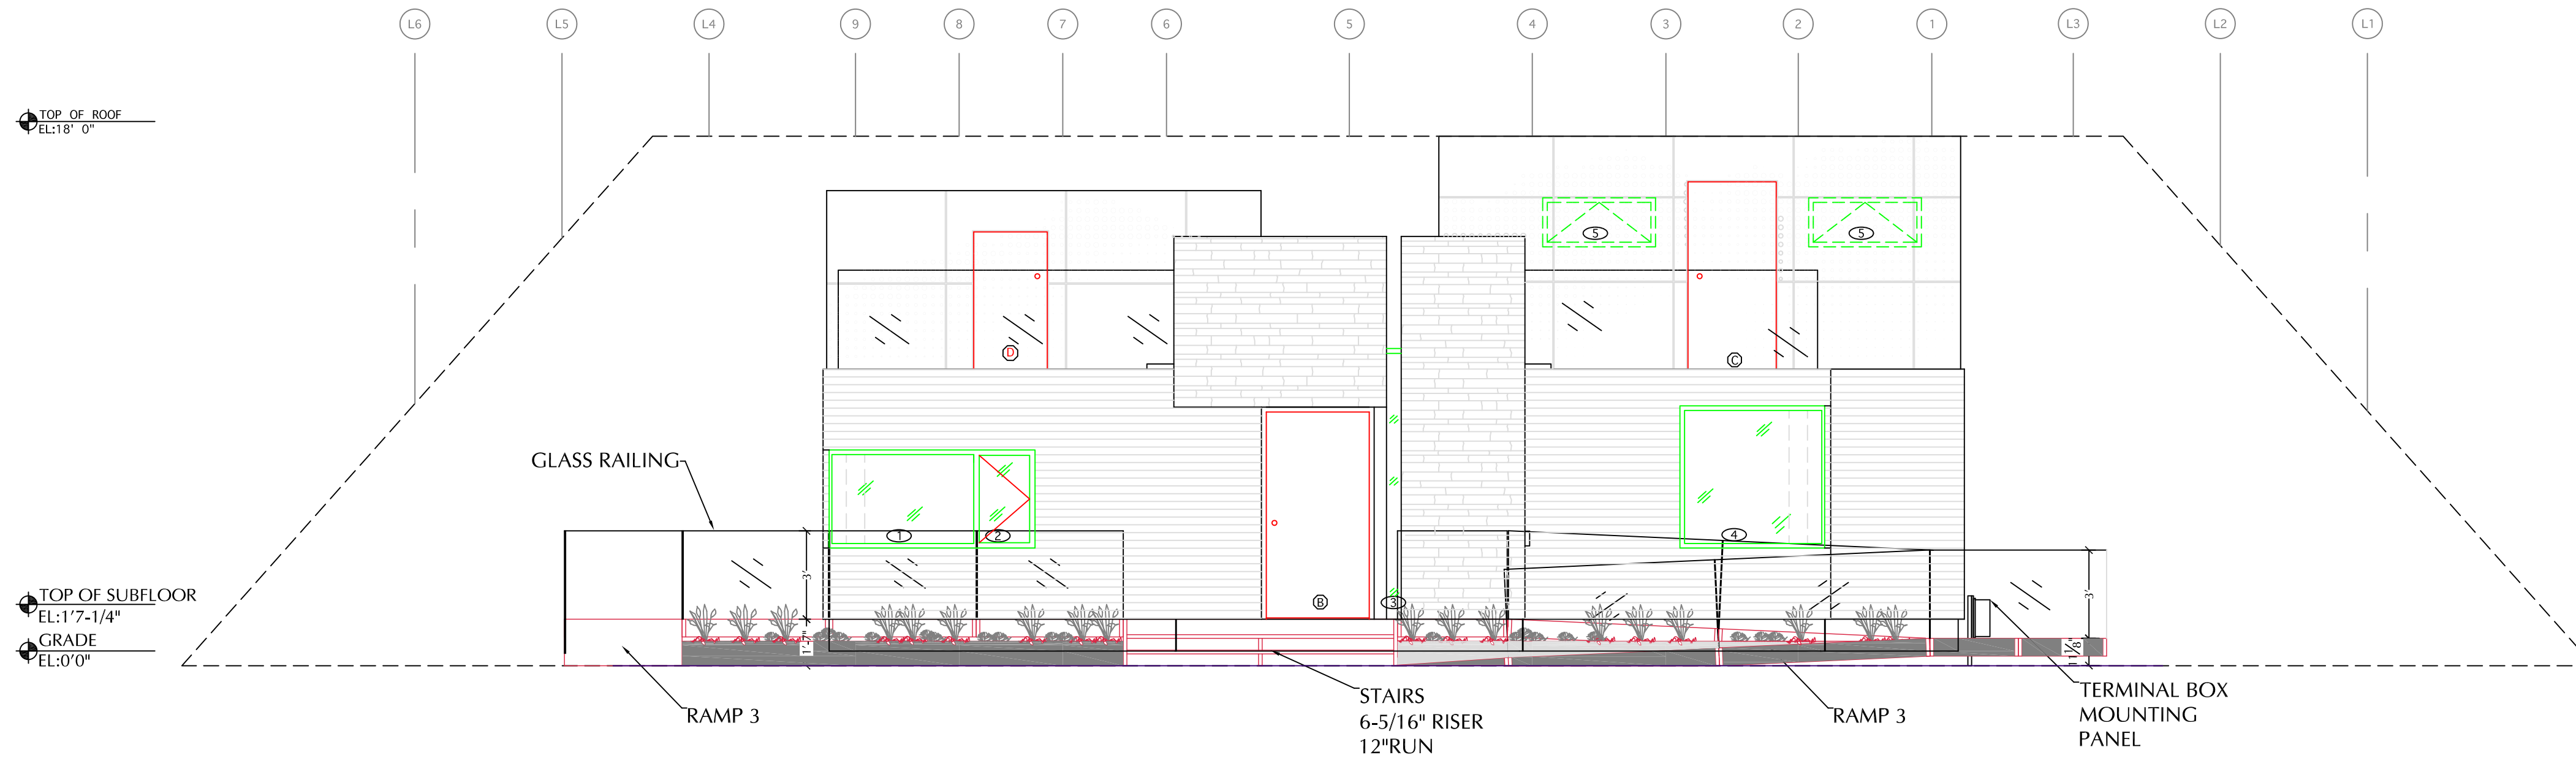 L6 L5 L4 9 8 7 6 5 4 3 2 1 L3 L2 L1
TOP OF ROOF
EL:18' 0"
5 5
D C
GLASS RAILING
1 2 4
3'
3'
TOP OF SUBFLOOR
EL:1'7-1/4"
B 3
GRADE
EL:0'0"
1'-7"
STAIRS
6-5/16" RISER
12"RUN
RAMP 3
RAMP 3
TERMINAL BOX
MOUNTING
PANEL